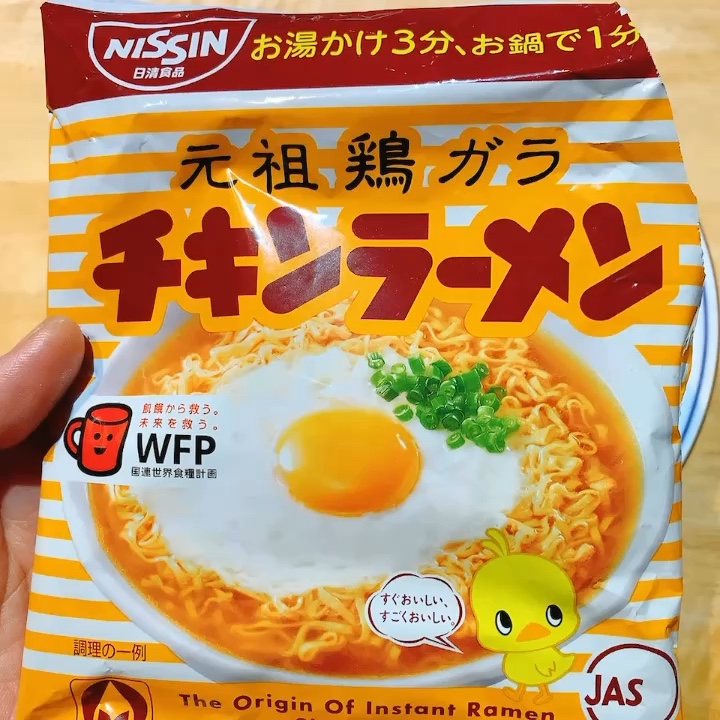 NISSIN
日清食品
お湯かけ3分、お鍋で1分
元祖鶏ガラ
チキンラーメン
飢餓から救う。
未来を救う。
WFP
国連世界食糧計画
すぐおいしい、
すごくおいしい。
調理の一例
The Origin Of Instant Ramen
JAS